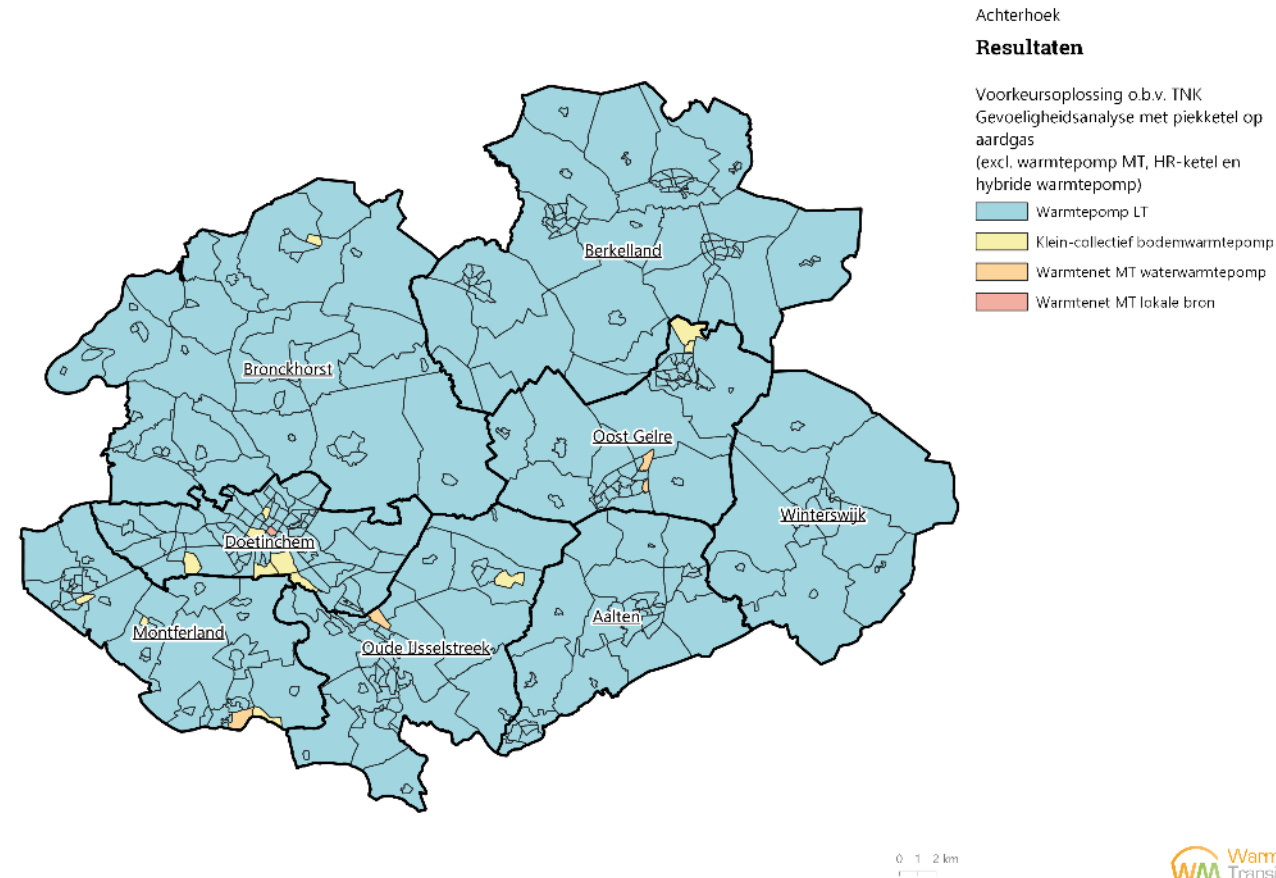 Achterhoek
Resultaten
Voorkeursoplossing o.b.v. TNK
Gevoeligheidsanalyse met piekketel op
aardgas
(excl. warmtepomp MT, HR-ketel en
hybride warmtepomp)
Warmtepomp LT
Klein-collectief bodemwarmtepomp
Warmtenet MT waterwarmtepomp
Warmtenet MT lokale bron
Berkelland
Bronckhorst
Oost Gelre
Winterswijk
Doetinchem
Aalten
Montferland
Oude IJsselstreek
0 1 2 km
WM